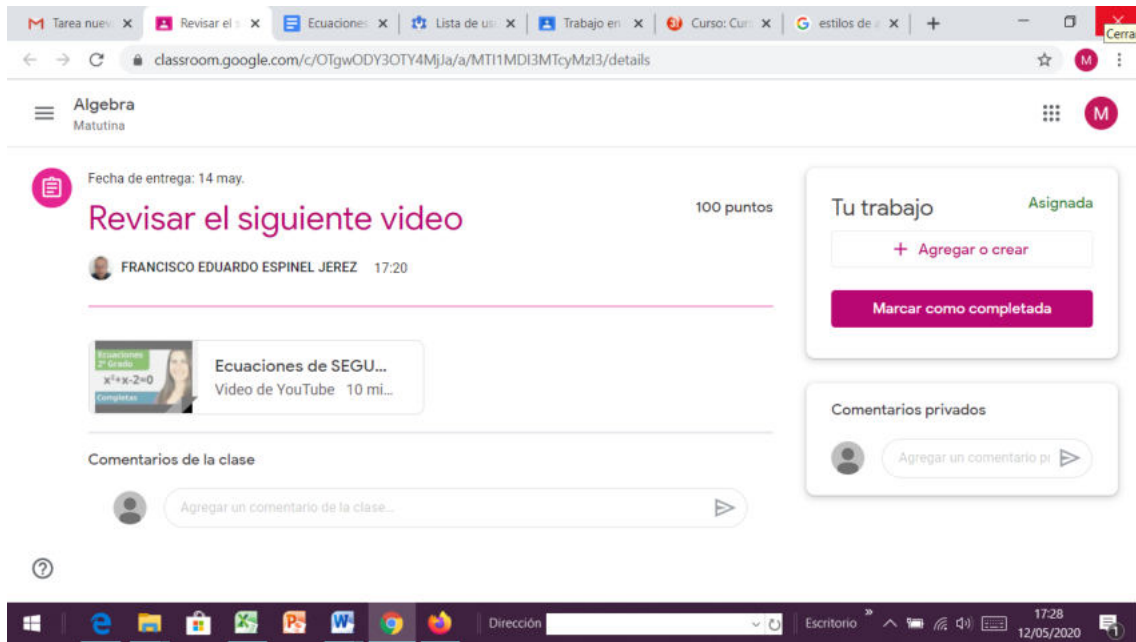 Tarea nuev
Revisar el s
Ecuaciones
Lista de us
Trabajo en
Curso: Cur
estilos de a
Cerrar
classroom.google.com/c/OTgwODY3OTY4MjJa/a/MTI1MDI3MTcyMzI3/details
M
Algebra
Matutina
M
Fecha de entrega: 14 may.
Revisar el siguiente video
100 puntos
FRANCISCO EDUARDO ESPINEL JEREZ 17:20
Tu trabajo
Asignada
+ Agregar o crear
Marcar como completada
Ecuaciones
2º Grado
x²+x-2=0
Completas
Ecuaciones de SEGU...
Video de YouTube 10 mi...
Comentarios de la clase
Agregar un comentario de la clase...
Comentarios privados
Agregar un comentario pr
Dirección
Escritorio
17:28
12/05/2020